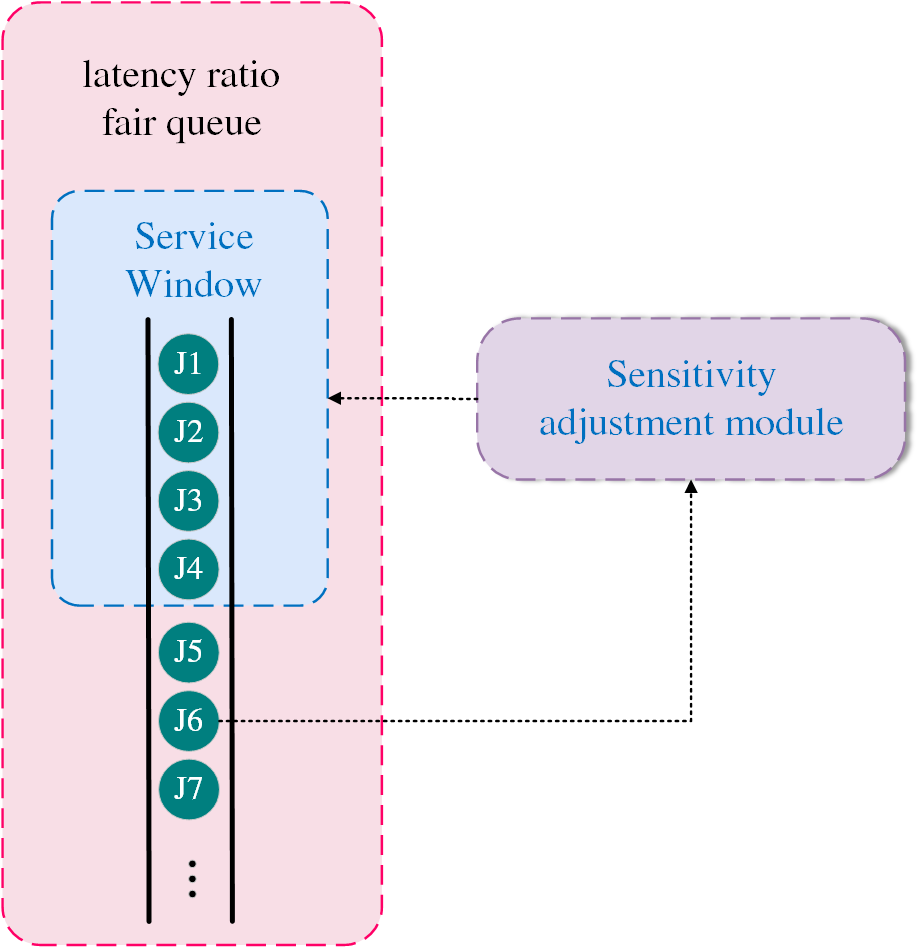 latency ratio
fair queue
Service
Window
J1
J2
J3
J4
J5
J6
J7
Sensitivity
adjustment module